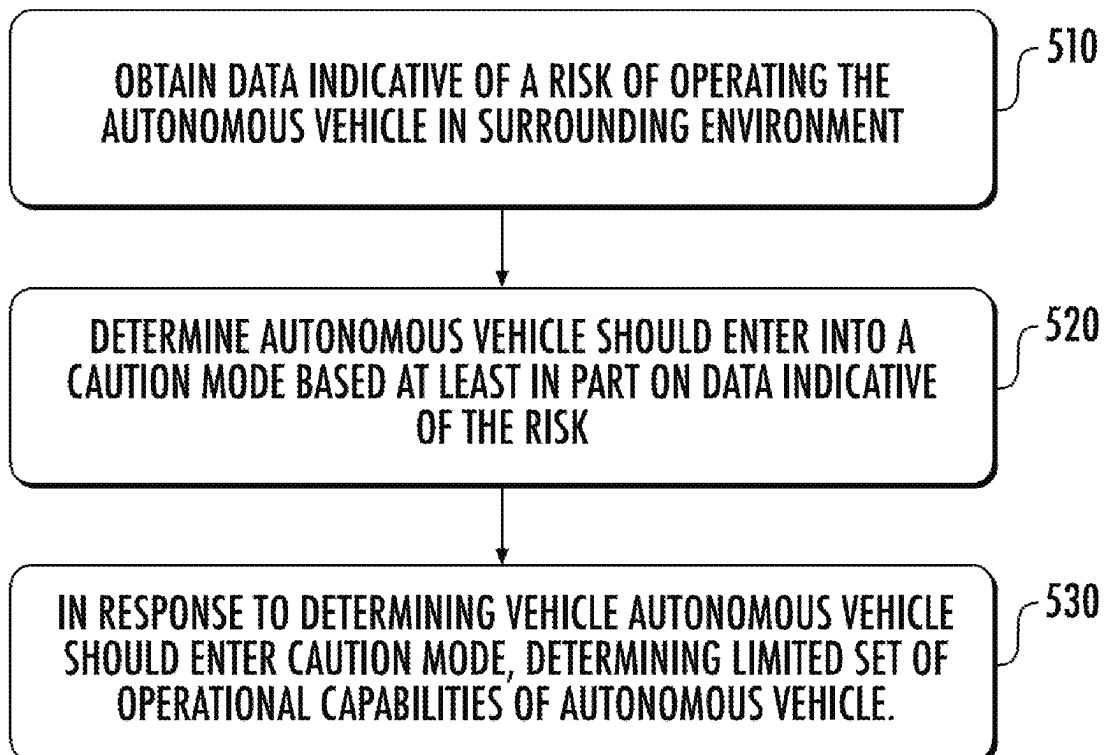 OBTAIN DATA INDICATIVE OF A RISK OF OPERATING THE
AUTONOMOUS VEHICLE IN SURROUNDING ENVIRONMENT
510
DETERMINE AUTONOMOUS VEHICLE SHOULD ENTER INTO A
CAUTION MODE BASED AT LEAST IN PART ON DATA INDICATIVE
OF THE RISK
520
IN RESPONSE TO DETERMINING VEHICLE AUTONOMOUS VEHICLE
SHOULD ENTER CAUTION MODE, DETERMINING LIMITED SET OF
OPERATIONAL CAPABILITIES OF AUTONOMOUS VEHICLE.
530